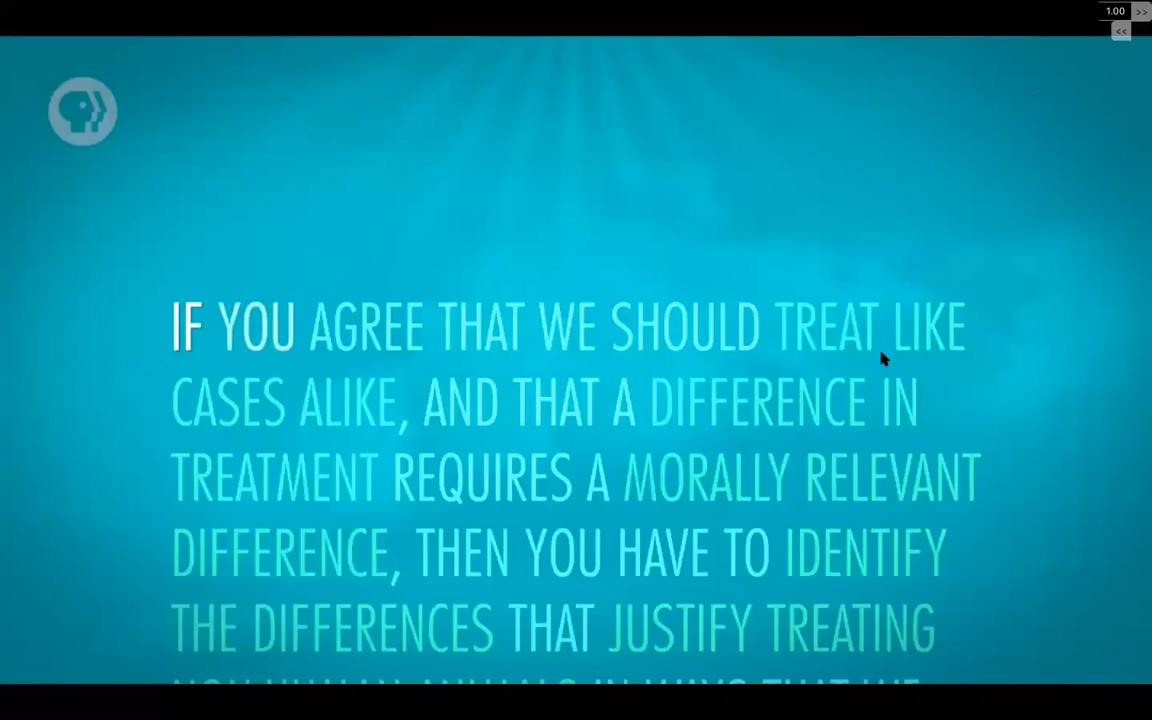 1.00 >>
<<
IF YOU AGREE THAT WE SHOULD TREAT LIKE
CASES ALIKE, AND THAT A DIFFERENCE IN
TREATMENT REQUIRES A MORALLY RELEVANT
DIFFERENCE, THEN YOU HAVE TO IDENTIFY
THE DIFFERENCES THAT JUSTIFY TREATING